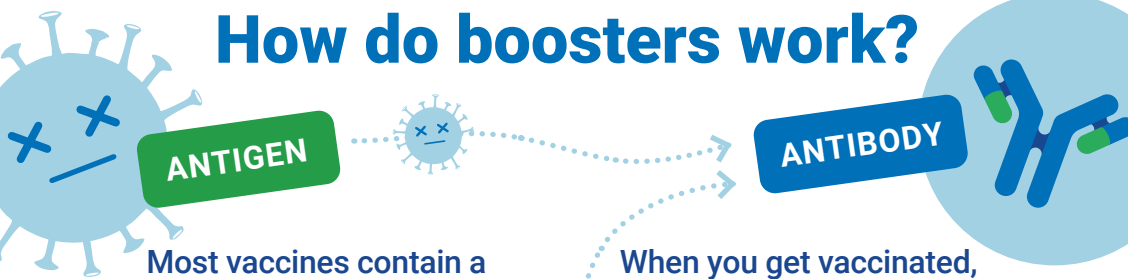 How do boosters work?
ANTIGEN
ANTIBODY
Most vaccines contain a
When you get vaccinated,